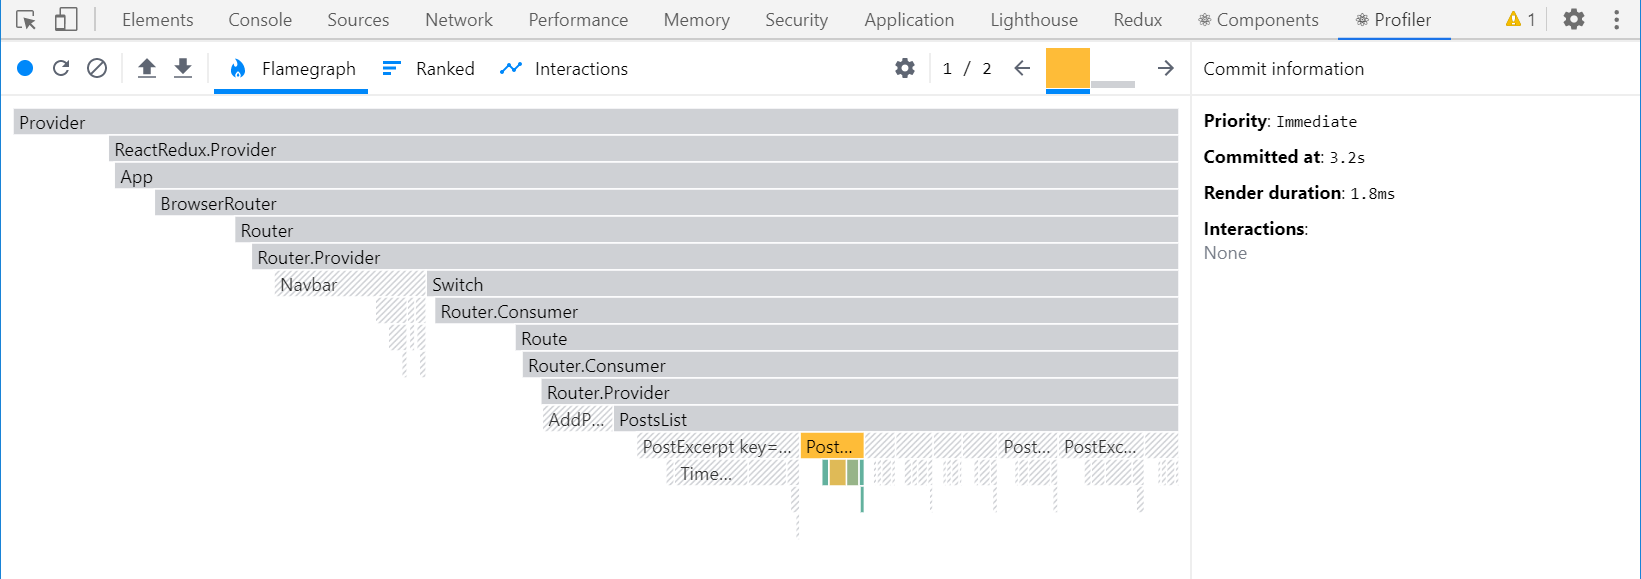 Elements Console Sources Network Performance Memory Security Application Lighthouse Redux Components Profiler 1
Flamegraph Ranked Interactions 1 / 2 Commit information
Provider
Priority: Immediate
ReactRedux.Provider
Committed at: 3.2s
App
Render duration: 1.8ms
BrowserRouter
Router
Interactions:
Router.Provider
None
Navbar Switch
Router.Consumer
Route
Router.Consumer
Router.Provider
AddP... PostsList
PostExcerpt key=... Post... Post... PostExc...
Time...